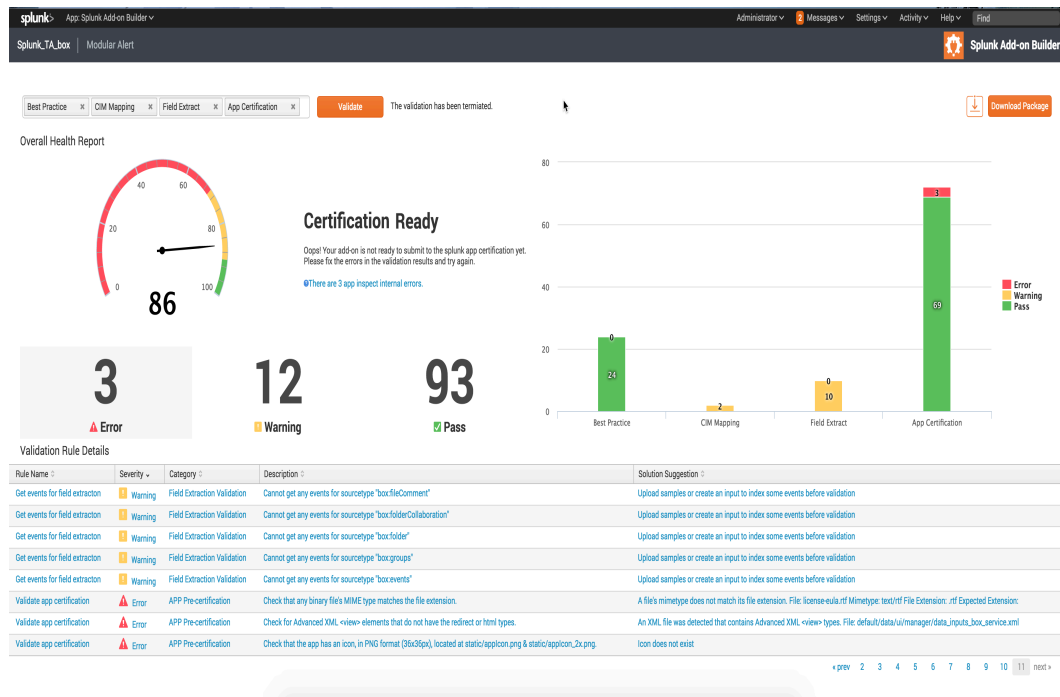 splunk> App: Splunk Add-on Builder Administrator 2 Messages Settings Activity Help Find
Splunk_TA_box Modular Alert Splunk Add-on Builder
Best Practice x CIM Mapping x Field Extract x App Certification x Validate The validation has been termiated. Download Package
Overall Health Report
0 20 40 60 80 100
86
Certification Ready
Oops! Your add-on is not ready to submit to the splunk app certification yet.
Please fix the errors in the validation results and try again.
There are 3 app inspect internal errors.
3
Error
12
Warning
93
Pass
80
60
40
20
0
0
24
2
0
10
3
69
Best Practice CIM Mapping Field Extract App Certification
Error
Warning
Pass
Validation Rule Details
Rule Name Severity Category Description Solution Suggestion
Get events for field extracton Warning Field Extraction Validation Cannot get any events for sourcetype "box:fileComment" Upload samples or create an input to index some events before validation
Get events for field extracton Warning Field Extraction Validation Cannot get any events for sourcetype "box:folderCollaboration" Upload samples or create an input to index some events before validation
Get events for field extracton Warning Field Extraction Validation Cannot get any events for sourcetype "box:folder" Upload samples or create an input to index some events before validation
Get events for field extracton Warning Field Extraction Validation Cannot get any events for sourcetype "box:groups" Upload samples or create an input to index some events before validation
Get events for field extracton Warning Field Extraction Validation Cannot get any events for sourcetype "box:events" Upload samples or create an input to index some events before validation
Validate app certification Error APP Pre-certification Check that any binary file's MIME type matches the file extension. A file's mimetype does not match its file extension. File: license-eula.rtf Mimetype: text/rtf File Extension: .rtf Expected Extension:
Validate app certification Error APP Pre-certification Check for Advanced XML <view> elements that do not have the redirect or html types. An XML file was detected that contains Advanced XML <view> types. File: default/data/ui/manager/data_inputs_box_service.xml
Validate app certification Error APP Pre-certification Check that the app has an icon, in PNG format (36x36px), located at static/appIcon.png & static/appIcon_2x.png. Icon does not exist
« prev 2 3 4 5 6 7 8 9 10 11 next »